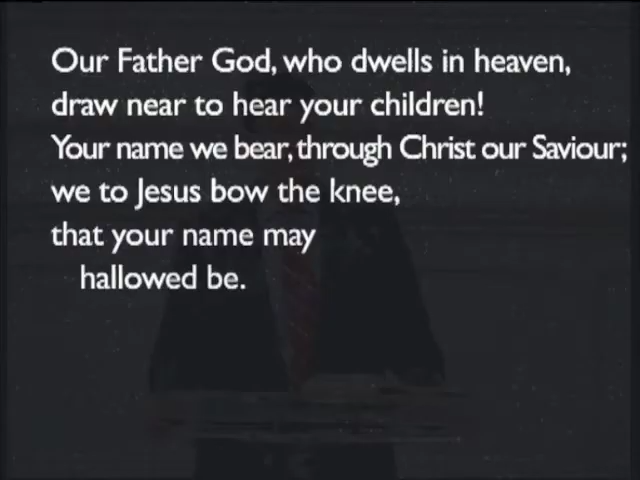 Our Father God, who dwells in heaven,
draw near to hear your children!
Your name we bear, through Christ our Saviour;
we to Jesus bow the knee,
that your name may
hallowed be.